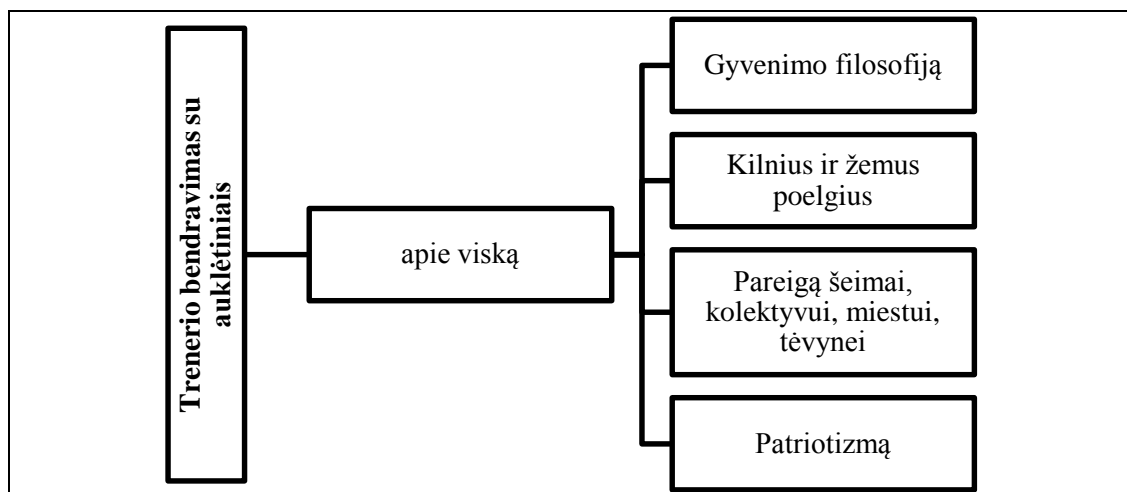 Trenerio bendravimas su
auklėtiniais
apie viską
Gyvenimo filosofiją
Kilnius ir žemus
poelgius
Pareigą šeimai,
kolektyvui, miestui,
tėvynei
Patriotizmą